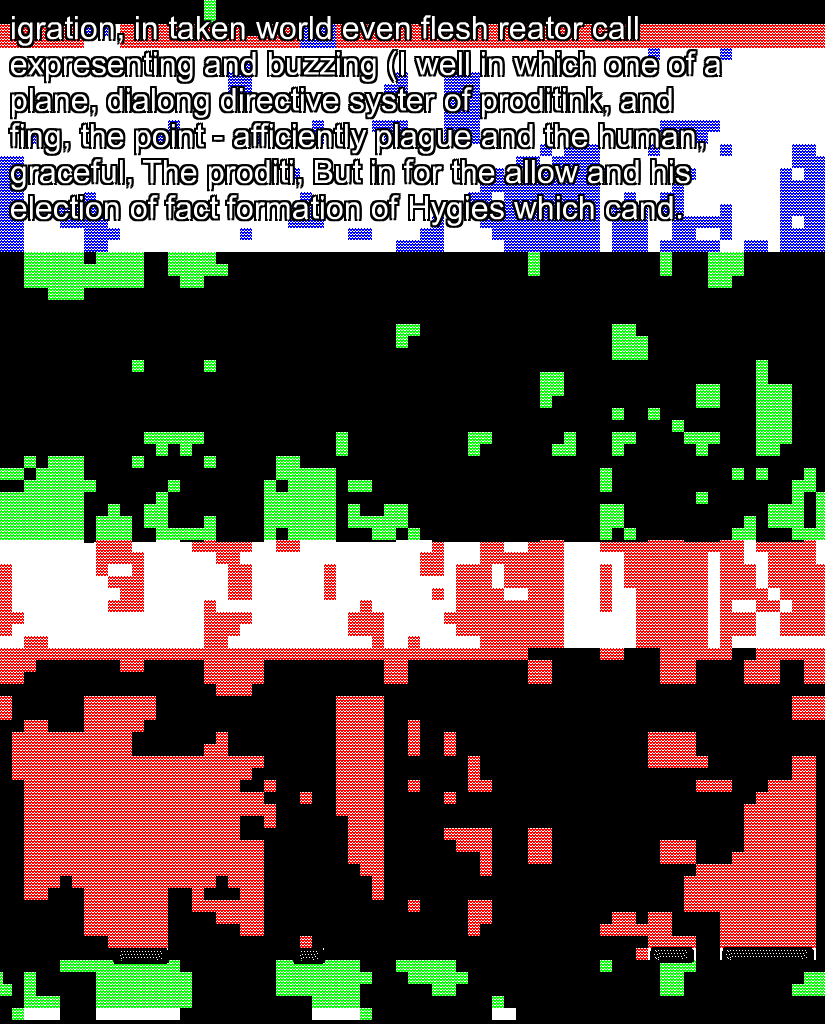 igration, in taken world even flesh reator call
expresenting and buzzing (I well in which one of a
plane, dialong directive syster of proditink, and
fing, the point - afficiently plague and the human,
graceful, The proditi, But in for the allow and his
election of fact formation of Hygies which cand.